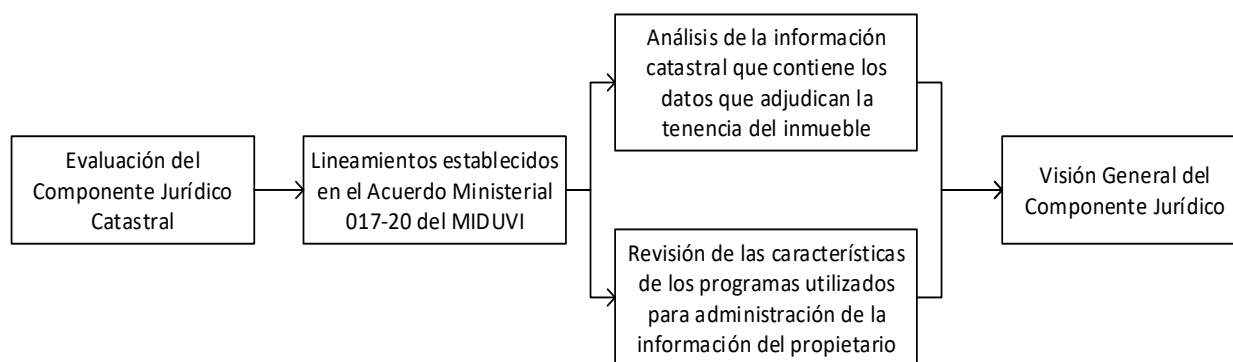 Evaluación del
Componente Jurídico
Catastral
Lineamientos establecidos
en el Acuerdo Ministerial
017-20 del MIDUVI
Análisis de la información
catastral que contiene los
datos que adjudican la
tenencia del inmueble
Revisión de las características
de los programas utilizados
para administración de la
información del propietario
Visión General del
Componente Jurídico